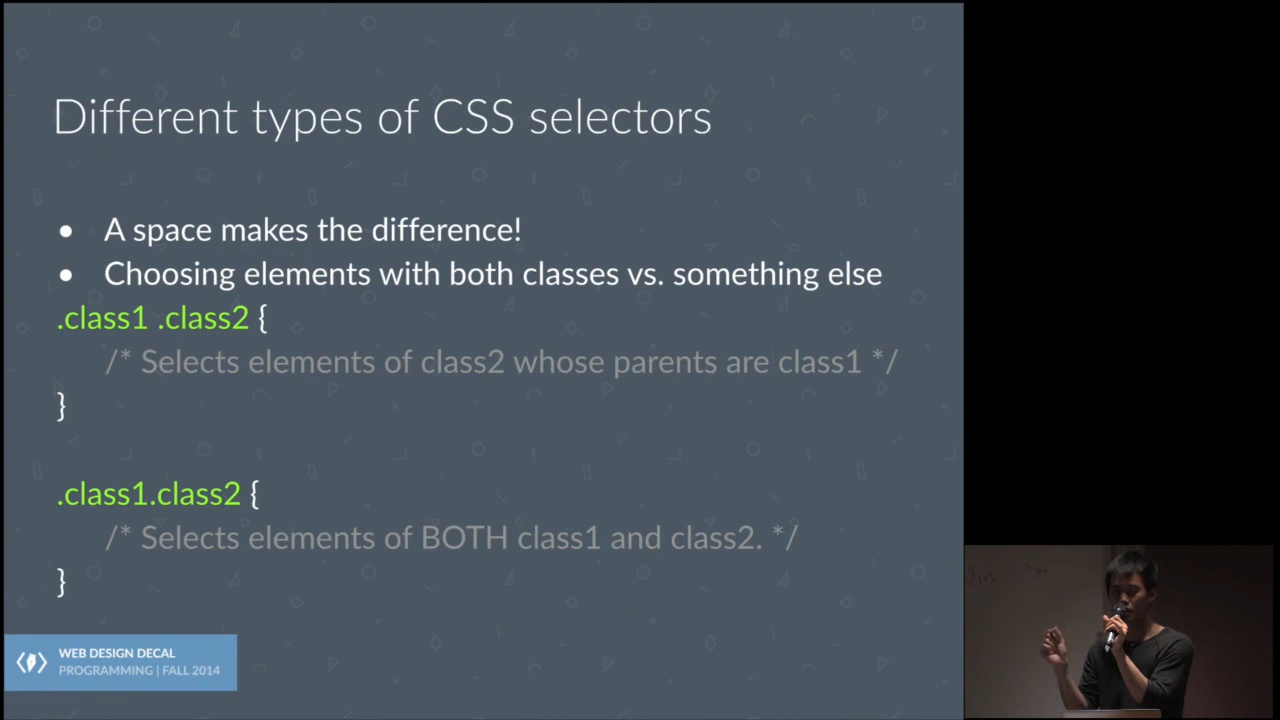 Different types of CSS selectors
• A space makes the difference!
• Choosing elements with both classes vs. something else
.class1 .class2 {
/* Selects elements of class2 whose parents are class1 */
}
.class1.class2 {
/* Selects elements of BOTH class1 and class2. */
}
WEB DESIGN DECAL
PROGRAMMING | FALL 2014